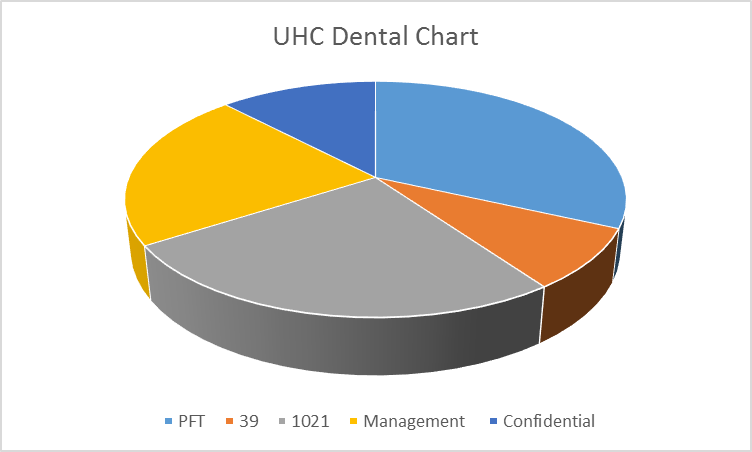 UHC Dental Chart
PFT 39 1021 Management Confidential